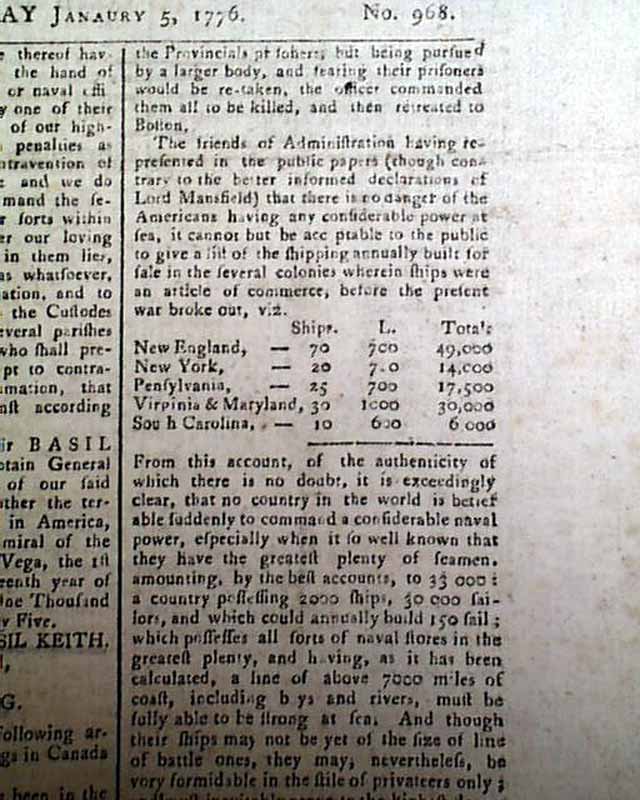 AY JANAURY 5, 1776. No. 968.
e thereof hav-
the hand of
or naval offi
y one of their
of our high-
penalties as
ntravention of
: and we do
mand the fe-
r forts within
er our loving
in them lies,
as whatfoever,
ation, and to
the Cuftodes
everal parifhes
who fhall pre-
pt to contra-
mation, that
nft according
ir BASIL
ptain General
of our faid
ather the ter-
in America,
miral of the
Vega, the 1ft
eenth year of
One Thoufand
y Five.
SIL KEITH.
G.
Following ar-
gs in Canada
been in the
the Provincials pr foners; but being purfued
by a larger body, and fearing their prifoners
would be re-taken, the officer commanded
them all to be killed, and then retreated to
Bofton.
The friends of Adminiftration having re-
prefented in the public papers (though con-
trary to the better informed declarations of
Lord Mansfield) that there is no danger of the
Americans having any confiderable power at
fea, it cannot but be acc ptable to the public
to give a lift of the fhipping annually built for
fale in the feveral colonies wherein fhips were
an article of commerce, before the prefent
war broke out, viz.
Ships. L. Totals
New England, — 70 700 49,000
New York, — 20 7.0 14,000
Penfylvania, — 25 700 17,500
Virginia & Maryland, 30 1000 30,000
Sou h Carolina, . — 10 600 6 000
From this account, of the authenticity of
which there is no doubt, it is exceedingly
clear, that no country in the world is better
able fuddenly to command a confiderable naval
power, efpecially when it fo well known that
they have the greateft plenty of feamen.
amounting, by the beft accounts, to 33 000 :
a country poffeffing 2000 fhips, 30 000 fai-
lors, and which could annually build 150 fail ;
which poffeffes all forts of naval ftores in the
greateft plenty, and having, as it has been
calculated, a line of above 7000 miles of
coaft, including b ys and rivers, muft be
fully able to be ftrong at fea. And though
their fhips may not be yet of the fize of line
of battle ones, they may, neverthelefs, be
very formidable in the ftile of privateers only ;